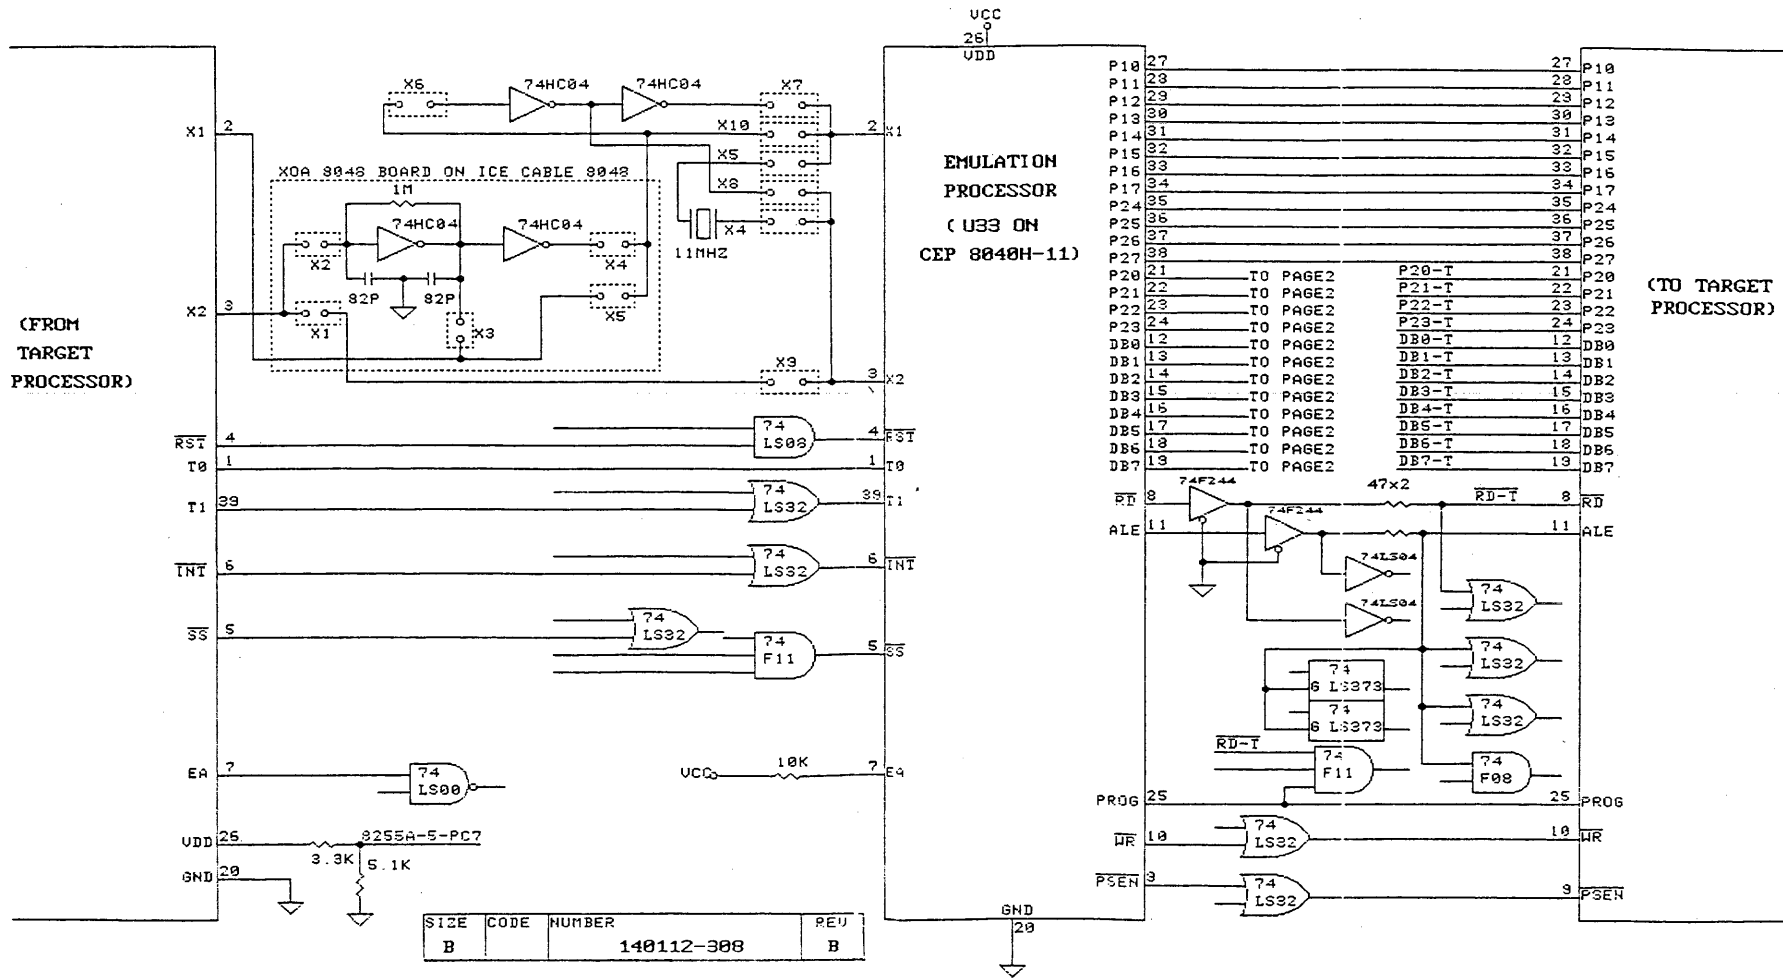 VCC
26
VDD
X6
74HC04
74HC04
X7
X10
X1 2
2 X1
X5
X8
X4
11MHZ
XOA 8048 BOARD ON ICE CABLE 8048
1M
74HC04
74HC04
X2
X4
82P
82P
X5
X2 3
X1
X3
X9
3 X2
(FROM
TARGET
PROCESSOR)
EMULATION
PROCESSOR
(U33 ON
CEP 8040H-11)
(TO TARGET
PROCESSOR)
P10 27
27 P10
P11 28
28 P11
P12 29
29 P12
P13 30
30 P13
P14 31
31 P14
P15 32
32 P15
P16 33
33 P16
P17 34
34 P17
P24 35
35 P24
P25 36
36 P25
P26 37
37 P26
P27 38
38 P27
P20 21 TO PAGE2 P20-T 21 P20
P21 22 TO PAGE2 P21-T 22 P21
P22 23 TO PAGE2 P22-T 23 P22
P23 24 TO PAGE2 P23-T 24 P23
DB0 12 TO PAGE2 DB0-T 12 DB0
DB1 13 TO PAGE2 DB1-T 13 DB1
DB2 14 TO PAGE2 DB2-T 14 DB2
DB3 15 TO PAGE2 DB3-T 15 DB3
DB4 16 TO PAGE2 DB4-T 16 DB4
DB5 17 TO PAGE2 DB5-T 17 DB5
DB6 18 TO PAGE2 DB6-T 18 DB6
DB7 19 TO PAGE2 DB7-T 19 DB7
RST 4
74
LS08
4 RST
T0 1
1 T0
T1 39
74
LS32
39 T1
INT 6
74
LS32
6 INT
SS 5
74
LS32
74
F11
5 SS
EA 7
74
LS00
VCC
10K
7 EA
VDD 26
3.3K
8255A-5-PC7
5.1K
GND 20
RD 8
74F244
47x2
RD-T
8 RD
ALE 11
74F244
11 ALE
74LS04
74LS04
74
LS32
74
LS32
74
LS32
74
G LS373
74
G LS373
RD-T
74
F11
74
F08
PROG 25
25 PROG
WR 10
74
LS32
10 WR
PSEN 9
74
LS32
9 PSEN
GND
20
SIZE CODE NUMBER REV
B 140112-308 B